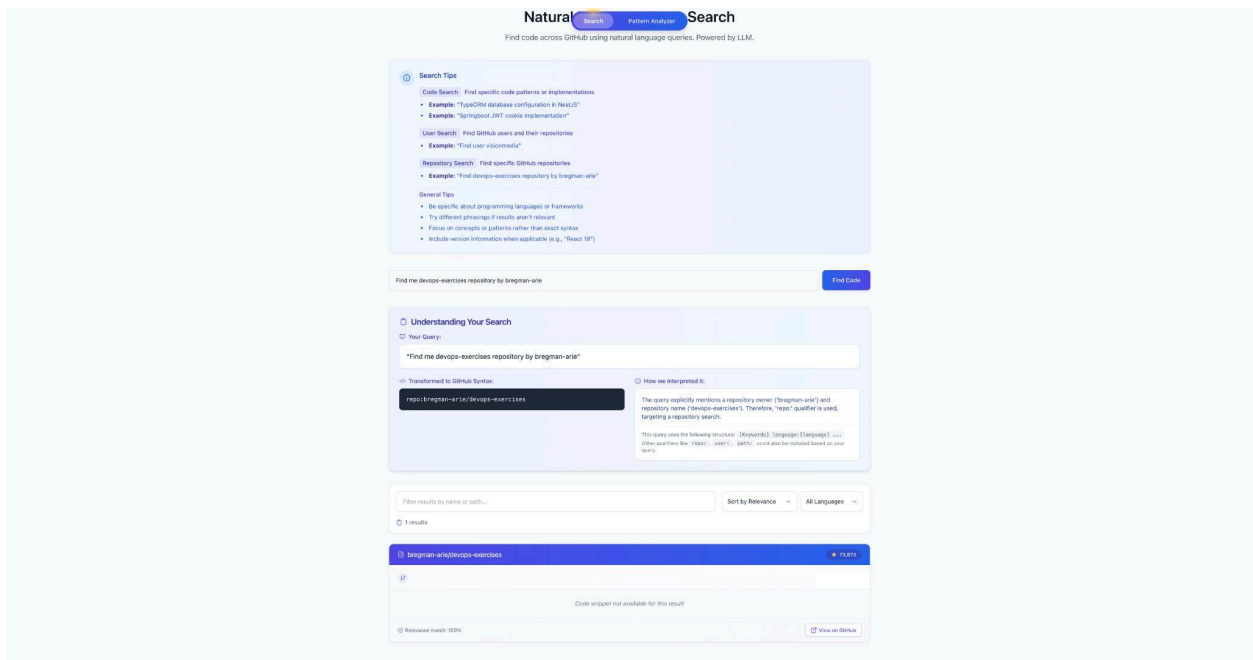 Natural Search
Search Pattern Analyzer
Find code across GitHub using natural language queries. Powered by LLM.
Search Tips
Code Search Find specific code patterns or implementations
• Example: "TypeORM database configuration in NestJS"
• Example: "Springboot JWT cookie implementation"
User Search Find GitHub users and their repositories
• Example: "Find user visionmedia"
Repository Search Find specific GitHub repositories
• Example: "Find devops-exercises repository by bregman-arie"
General Tips
• Be specific about programming languages or frameworks
• Try different phrasings if results aren't relevant
• Focus on concepts or patterns rather than exact syntax
• Include version information when applicable (e.g., "React 18")
Find me devops-exercises repository by bregman-arie
Find Code
Understanding Your Search
Your Query:
"Find me devops-exercises repository by bregman-arie"
Transformed to GitHub Syntax:
repo:bregman-arie/devops-exercises
How we interpreted it:
The query explicitly mentions a repository owner ('bregman-arie') and
repository name ('devops-exercises'). Therefore, 'repo:' qualifier is used,
targeting a repository search.
This query uses the following structure: [Keywords] language:[language] ...
Other qualifiers like repo:, user:, path: could also be included based on your
query.
Filter results by name or path...
Sort by Relevance
All Languages
1 results
bregman-arie/devops-exercises
73,873
Code snippet not available for this result
Relevance match: 100%
View on GitHub